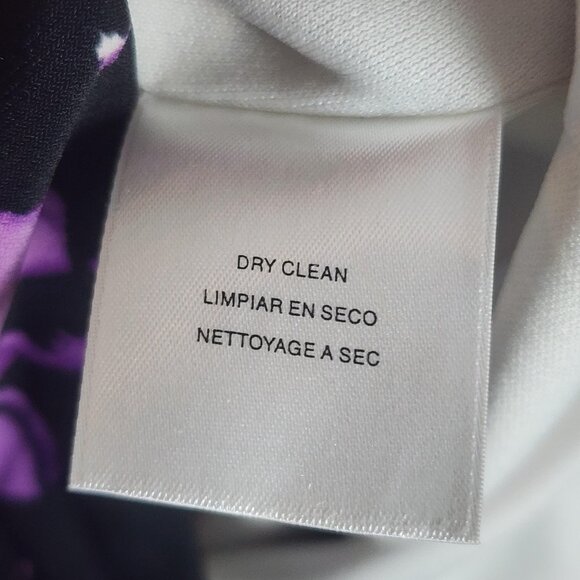 DRY CLEAN
LIMPIAR EN SECO
NETTOYAGE A SEC